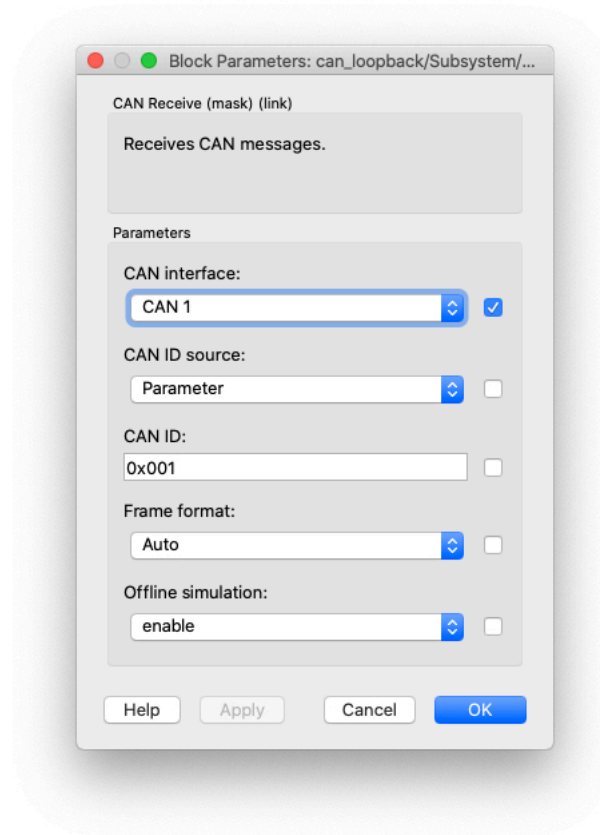 Block Parameters: can_loopback/Subsystem/...
CAN Receive (mask) (link)
Receives CAN messages.
Parameters
CAN interface:
CAN 1
CAN ID source:
Parameter
CAN ID:
0x001
Frame format:
Auto
Offline simulation:
enable
Help Apply Cancel OK